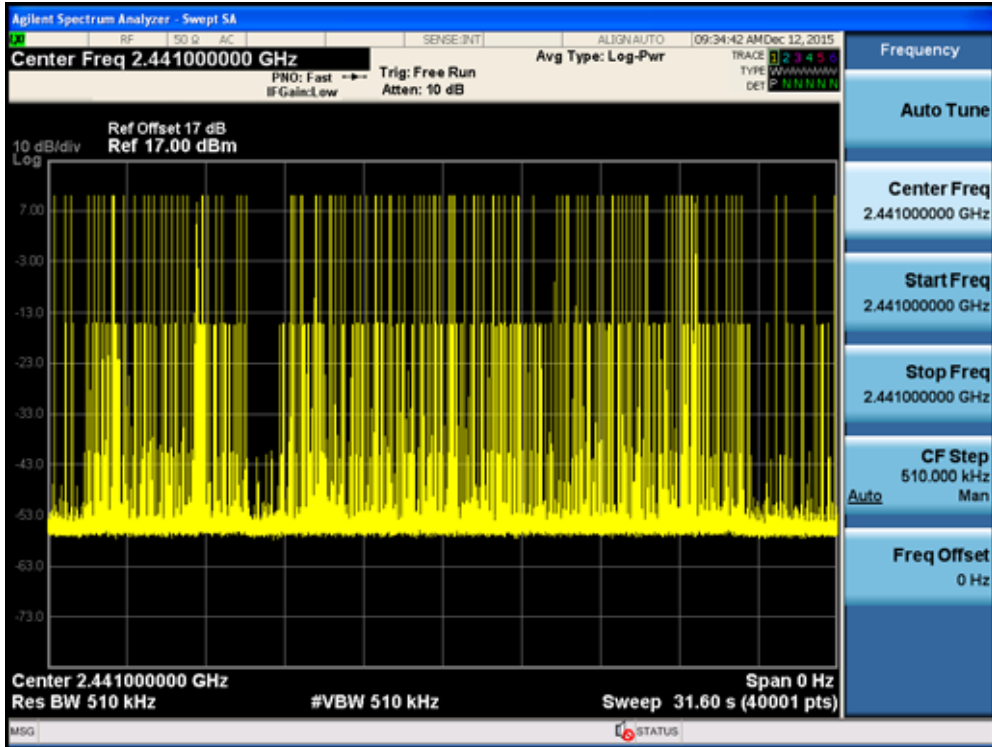 Agilent Spectrum Analyzer - Swept SA
RF 50 Ω AC SENSE:INT ALIGN AUTO 09:34:42 AM Dec 12, 2015
Center Freq 2.441000000 GHz
PNO: Fast
IFGain:Low
Trig: Free Run
Atten: 10 dB
Avg Type: Log-Pwr
TRACE 1 2 3 4 5 6
TYPE WWWWWW
DET P N N N N N
Frequency
Auto Tune
Center Freq
2.441000000 GHz
Start Freq
2.441000000 GHz
Stop Freq
2.441000000 GHz
CF Step
510.000 kHz
Auto Man
Freq Offset
0 Hz
Ref Offset 17 dB
10 dB/div Ref 17.00 dBm
Log
7.00
-3.00
-13.0
-23.0
-33.0
-43.0
-53.0
-63.0
-73.0
Center 2.441000000 GHz Span 0 Hz
Res BW 510 kHz #VBW 510 kHz Sweep 31.60 s (40001 pts)
MSG STATUS